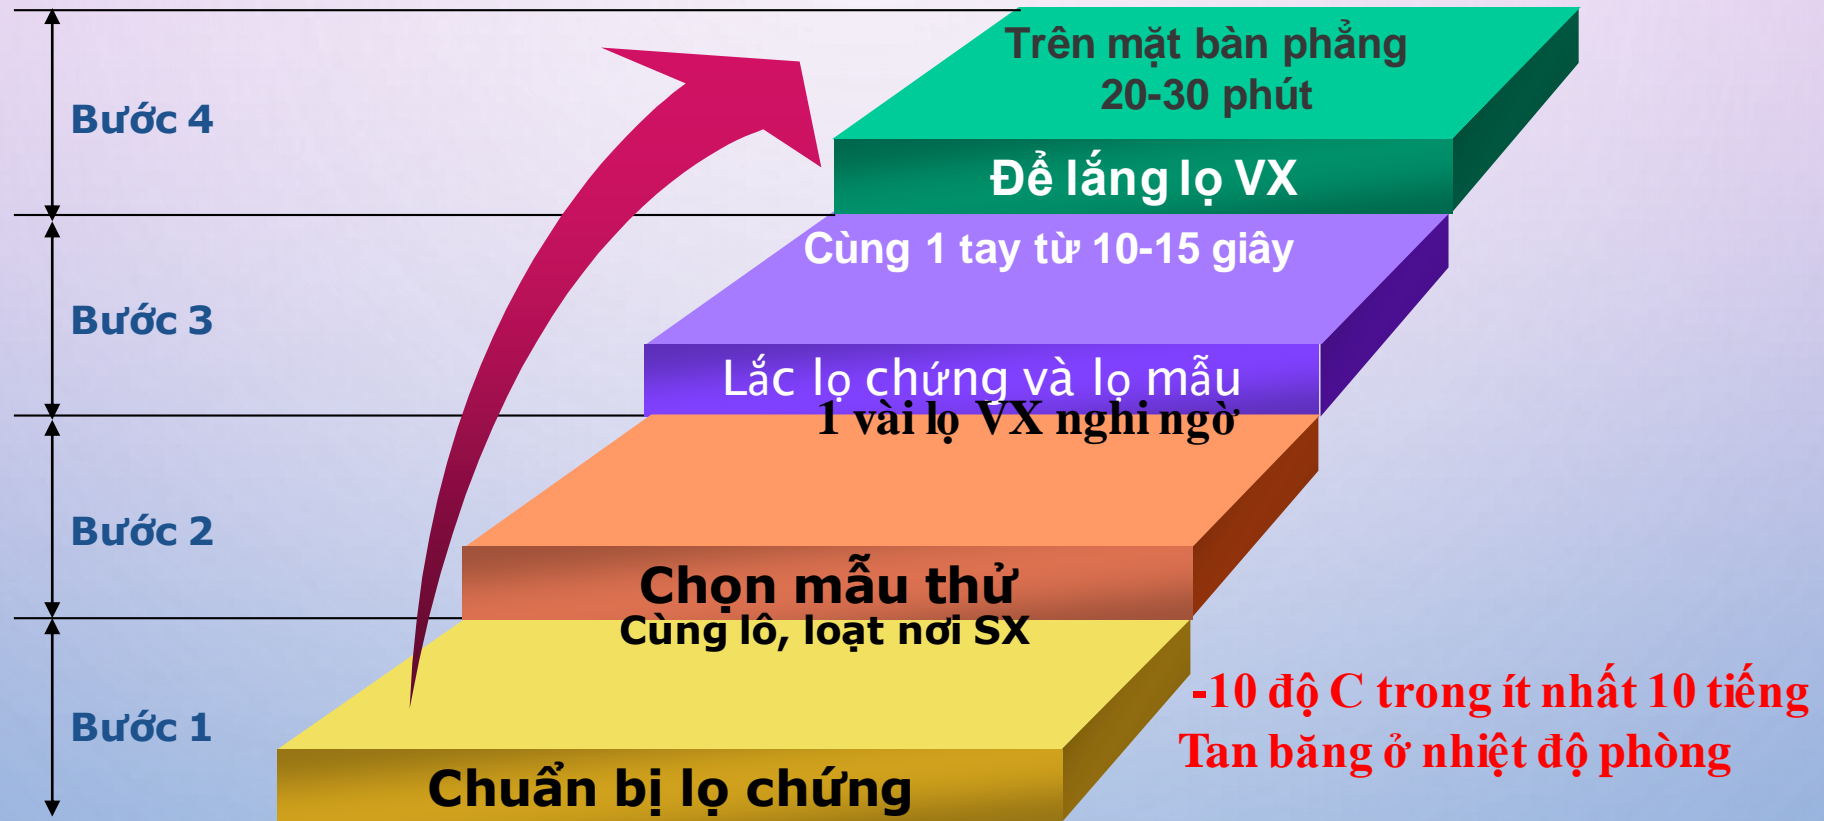 Trên mặt bàn phẳng
20-30 phút
Bước 4
Để lắng lọ VX
Cùng 1 tay từ 10-15 giây
Bước 3
Lắc lọ chứng và lọ mẫu
1 vài lọ VX nghi ngờ
Bước 2
Chọn mẫu thử
Cùng lô, loạt nơi SX
-10 độ C trong ít nhất 10 tiếng
Bước 1
Tan băng ở nhiệt độ phòng
Chuẩn bị lọ chứng